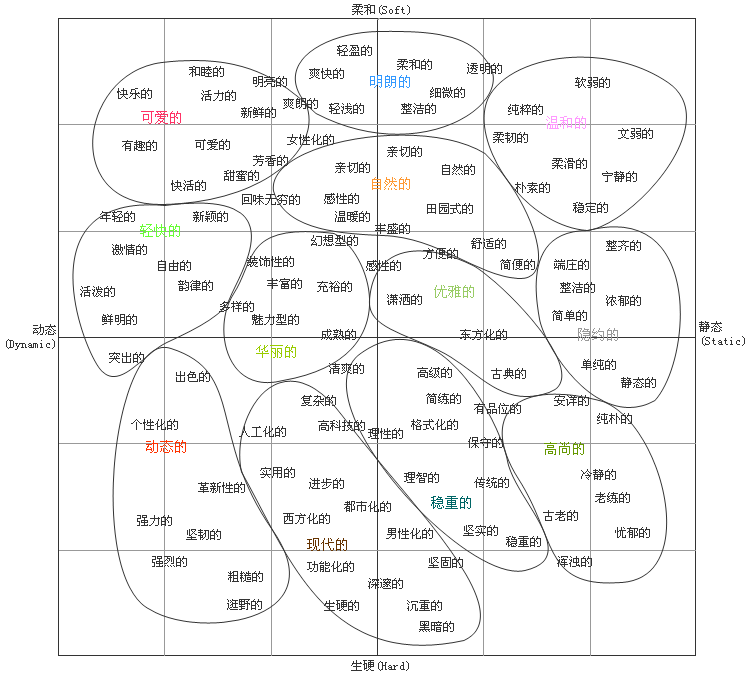 柔和(Soft)
轻盈的
和睦的
柔和的
透明的
爽快的
明亮的
明朗的
软弱的
快乐的
活力的
细微的
爽朗的
轻浅的
整洁的
纯粹的
新鲜的
可爱的
温和的
女性化的
柔韧的
文弱的
有趣的
可爱的
亲切的
芳香的
亲切的
自然的
柔滑的
甜蜜的
宁静的
快活的
自然的
朴素的
回味无穷的
感性的
田园式的
稳定的
年轻的
新颖的
温暖的
轻快的
丰盛的
幻想型的
舒适的
整齐的
激情的
方便的
装饰性的
感性的
简便的
端庄的
自由的
韵律的
丰富的
充裕的
整洁的
活泼的
优雅的
潇洒的
浓郁的
多样的
鲜明的
魅力型的
简单的
动态
(Dynamic)
成熟的
东方化的
隐约的
静态
(Static)
华丽的
突出的
清爽的
单纯的
出色的
高级的
古典的
静态的
复杂的
简练的
安详的
有品位的
纯朴的
个性化的
人工化的
高科技的
理性的
格式化的
动态的
保守的
高尚的
实用的
进步的
理智的
传统的
冷静的
革新性的
老练的
都市化的
稳重的
强力的
西方化的
古老的
坚韧的
男性化的
坚实的
忧郁的
现代的
稳重的
强烈的
功能化的
坚固的
浑浊的
粗糙的
深邃的
逛野的
生硬的
沉重的
黑暗的
生硬(Hard)